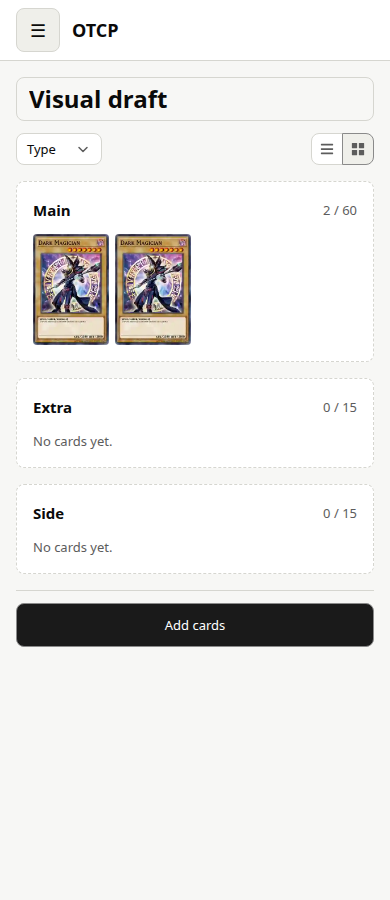 ☰ OTCP
Visual draft
Type
Main 2 / 60
DARK MAGICIAN DARK MAGICIAN
Extra 0 / 15
No cards yet.
Side 0 / 15
No cards yet.
Add cards